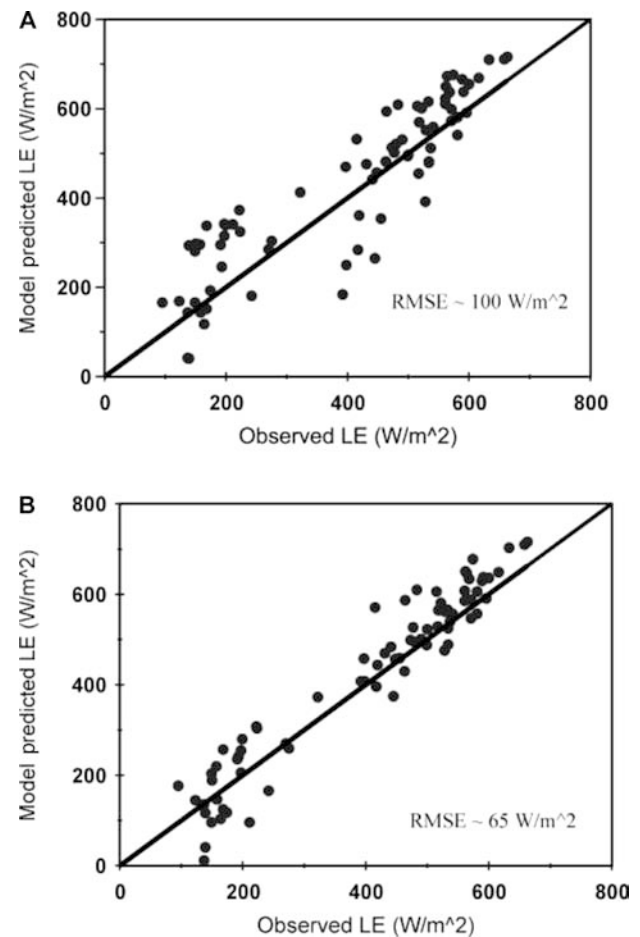 A
Model predicted LE (W/m^2)
800
600
400
200
0
RMSE ~ 100 W/m^2
0 200 400 600 800
Observed LE (W/m^2)
B
Model predicted LE (W/m^2)
800
600
400
200
0
RMSE ~ 65 W/m^2
0 200 400 600 800
Observed LE (W/m^2)